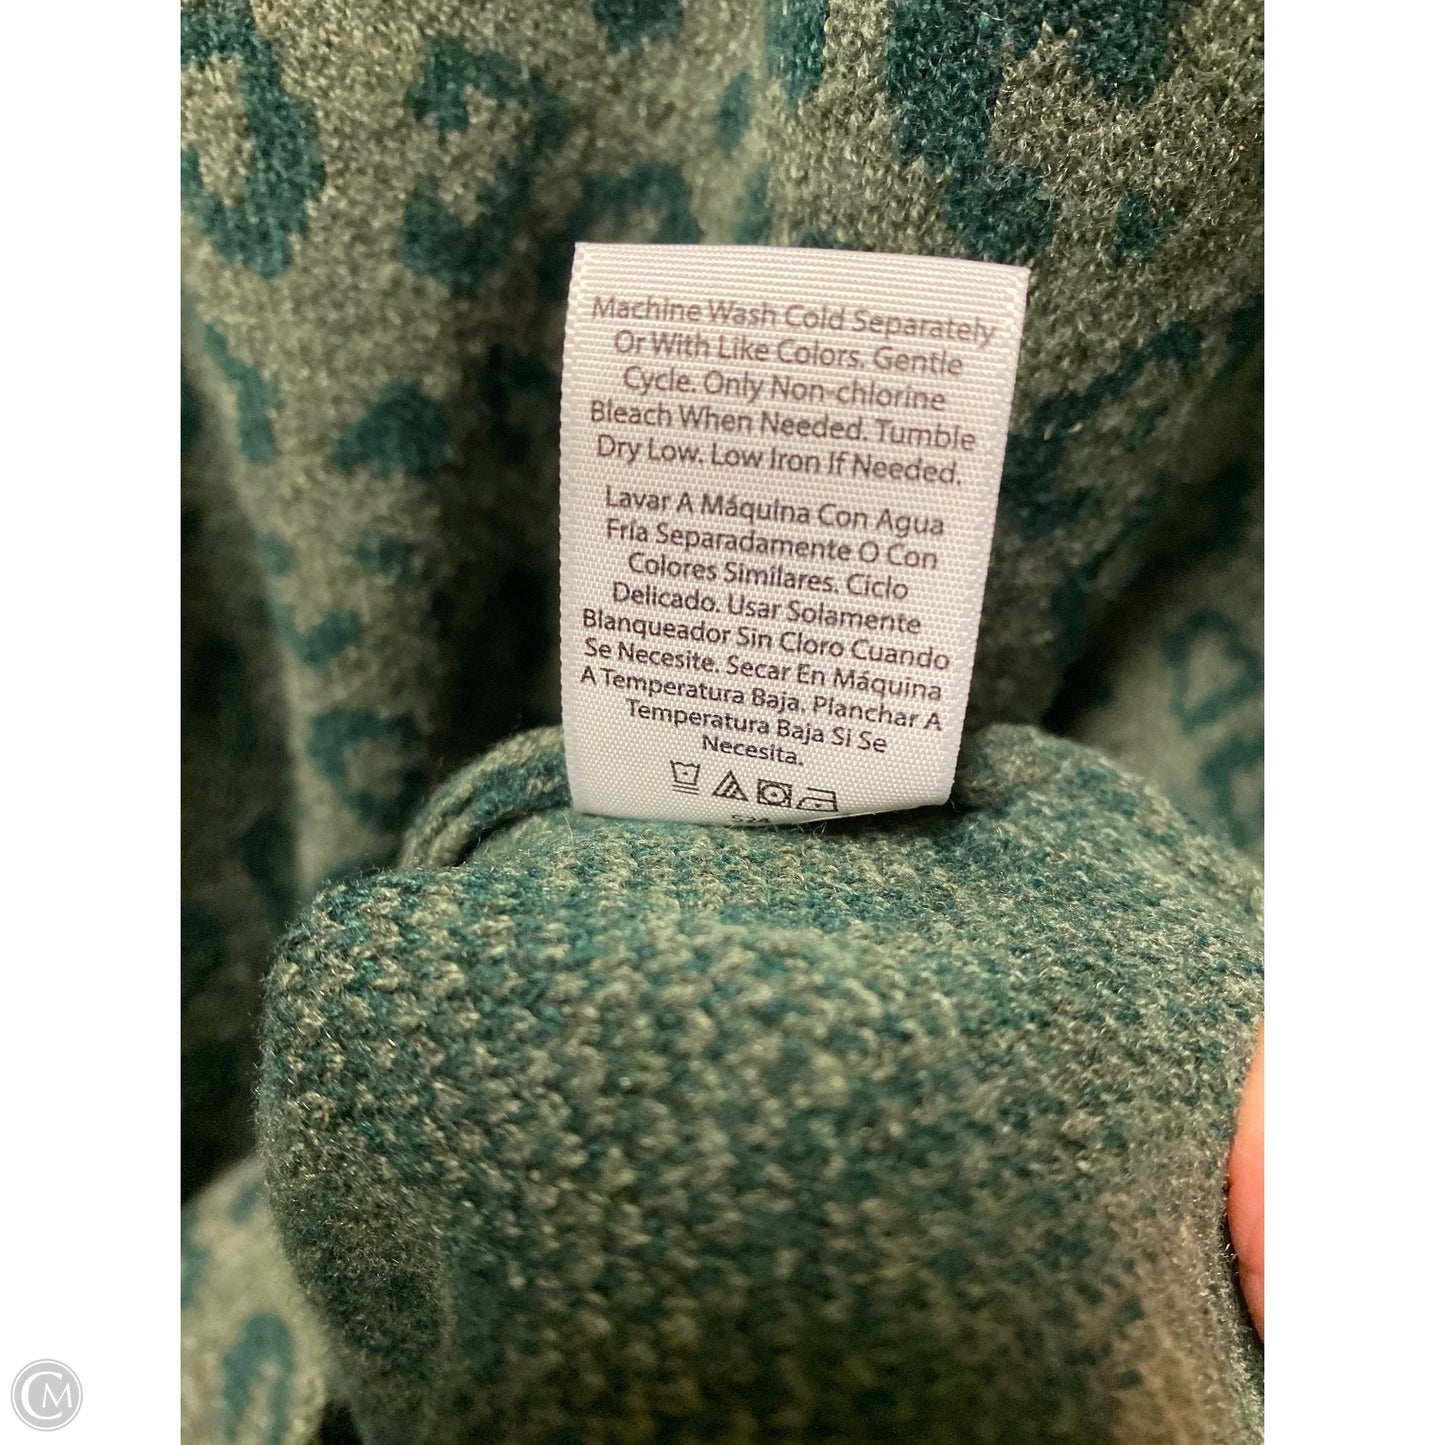 Machine Wash Cold Separately
Or With Like Colors. Gentle
Cycle. Only Non-chlorine
Bleach When Needed. Tumble
Dry Low. Low Iron If Needed.
Lavar A Máquina Con Agua
Fría Separadamente O Con
Colores Similares. Ciclo
Delicado. Usar Solamente
Blanqueador Sin Cloro Cuando
Se Necesite. Secar En Máquina
A Temperatura Baja. Planchar A
Temperatura Baja Si Se
Necesita.
CM